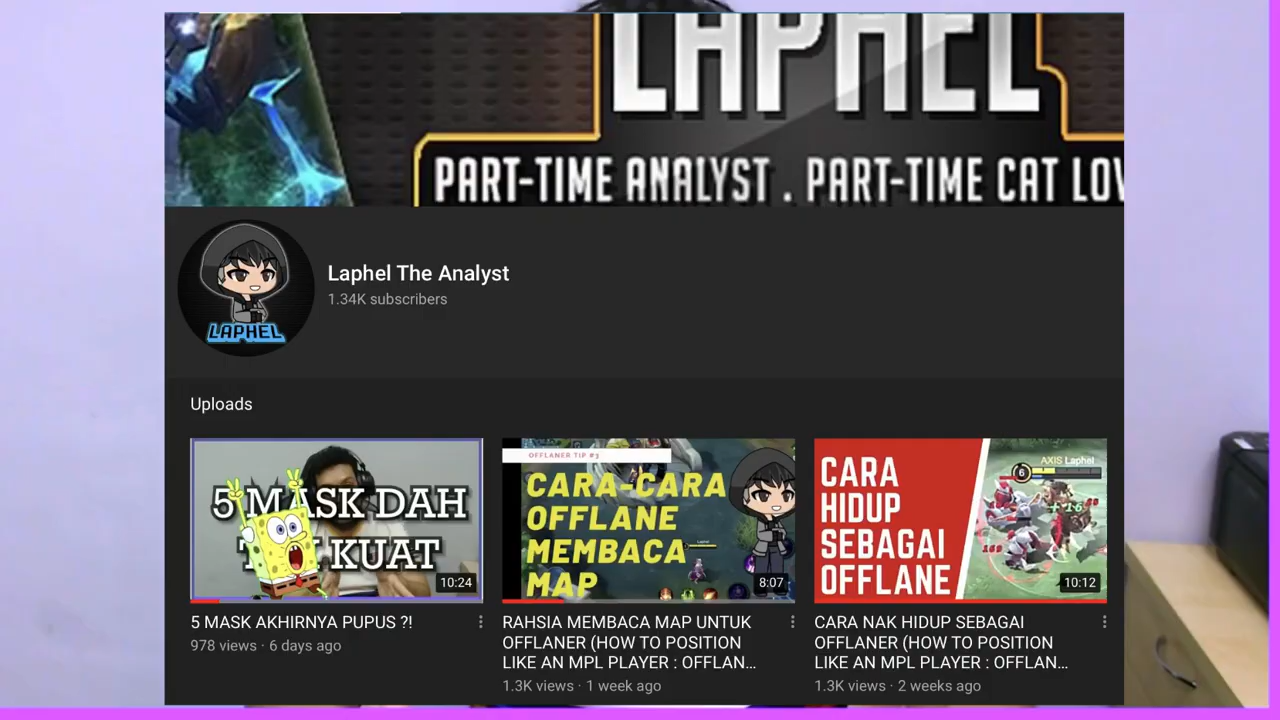 LAPHEL
PART-TIME ANALYST . PART-TIME CAT LOV
LAPHEL
Laphel The Analyst
1.34K subscribers
Uploads
5 MASK DAH
KUAT
10:24
5 MASK AKHIRNYA PUPUS ?!
978 views · 6 days ago
OFFLANER TIP #3
CARA-CARA
OFFLANE
MEMBACA
MAP
8:07
RAHSIA MEMBACA MAP UNTUK
OFFLANER (HOW TO POSITION
LIKE AN MPL PLAYER : OFFLAN...
1.3K views · 1 week ago
CARA
HIDUP
SEBAGAI
OFFLANE
6
AXIS Laphel
10:12
CARA NAK HIDUP SEBAGAI
OFFLANER (HOW TO POSITION
LIKE AN MPL PLAYER : OFFLAN...
1.3K views · 2 weeks ago